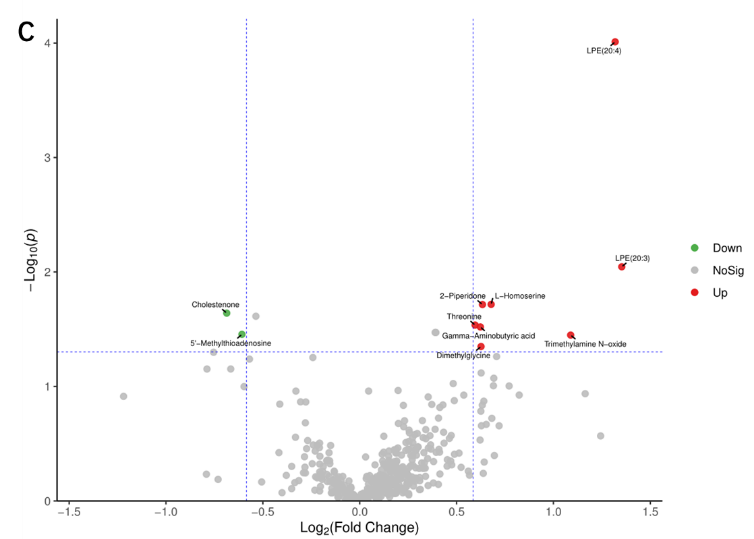 C
4
LPE(20:4)
3
−Log10(p)
LPE(20:3)
Down
NoSig
Up
2
2−Piperidone
L−Homoserine
Cholestenone
Threonine
Gamma−Aminobutyric acid
5'−Methylthioadenosine
Trimethylamine N−oxide
Dimethylglycine
1
0
−1.5 −1.0 −0.5 0.0 0.5 1.0 1.5
Log2(Fold Change)